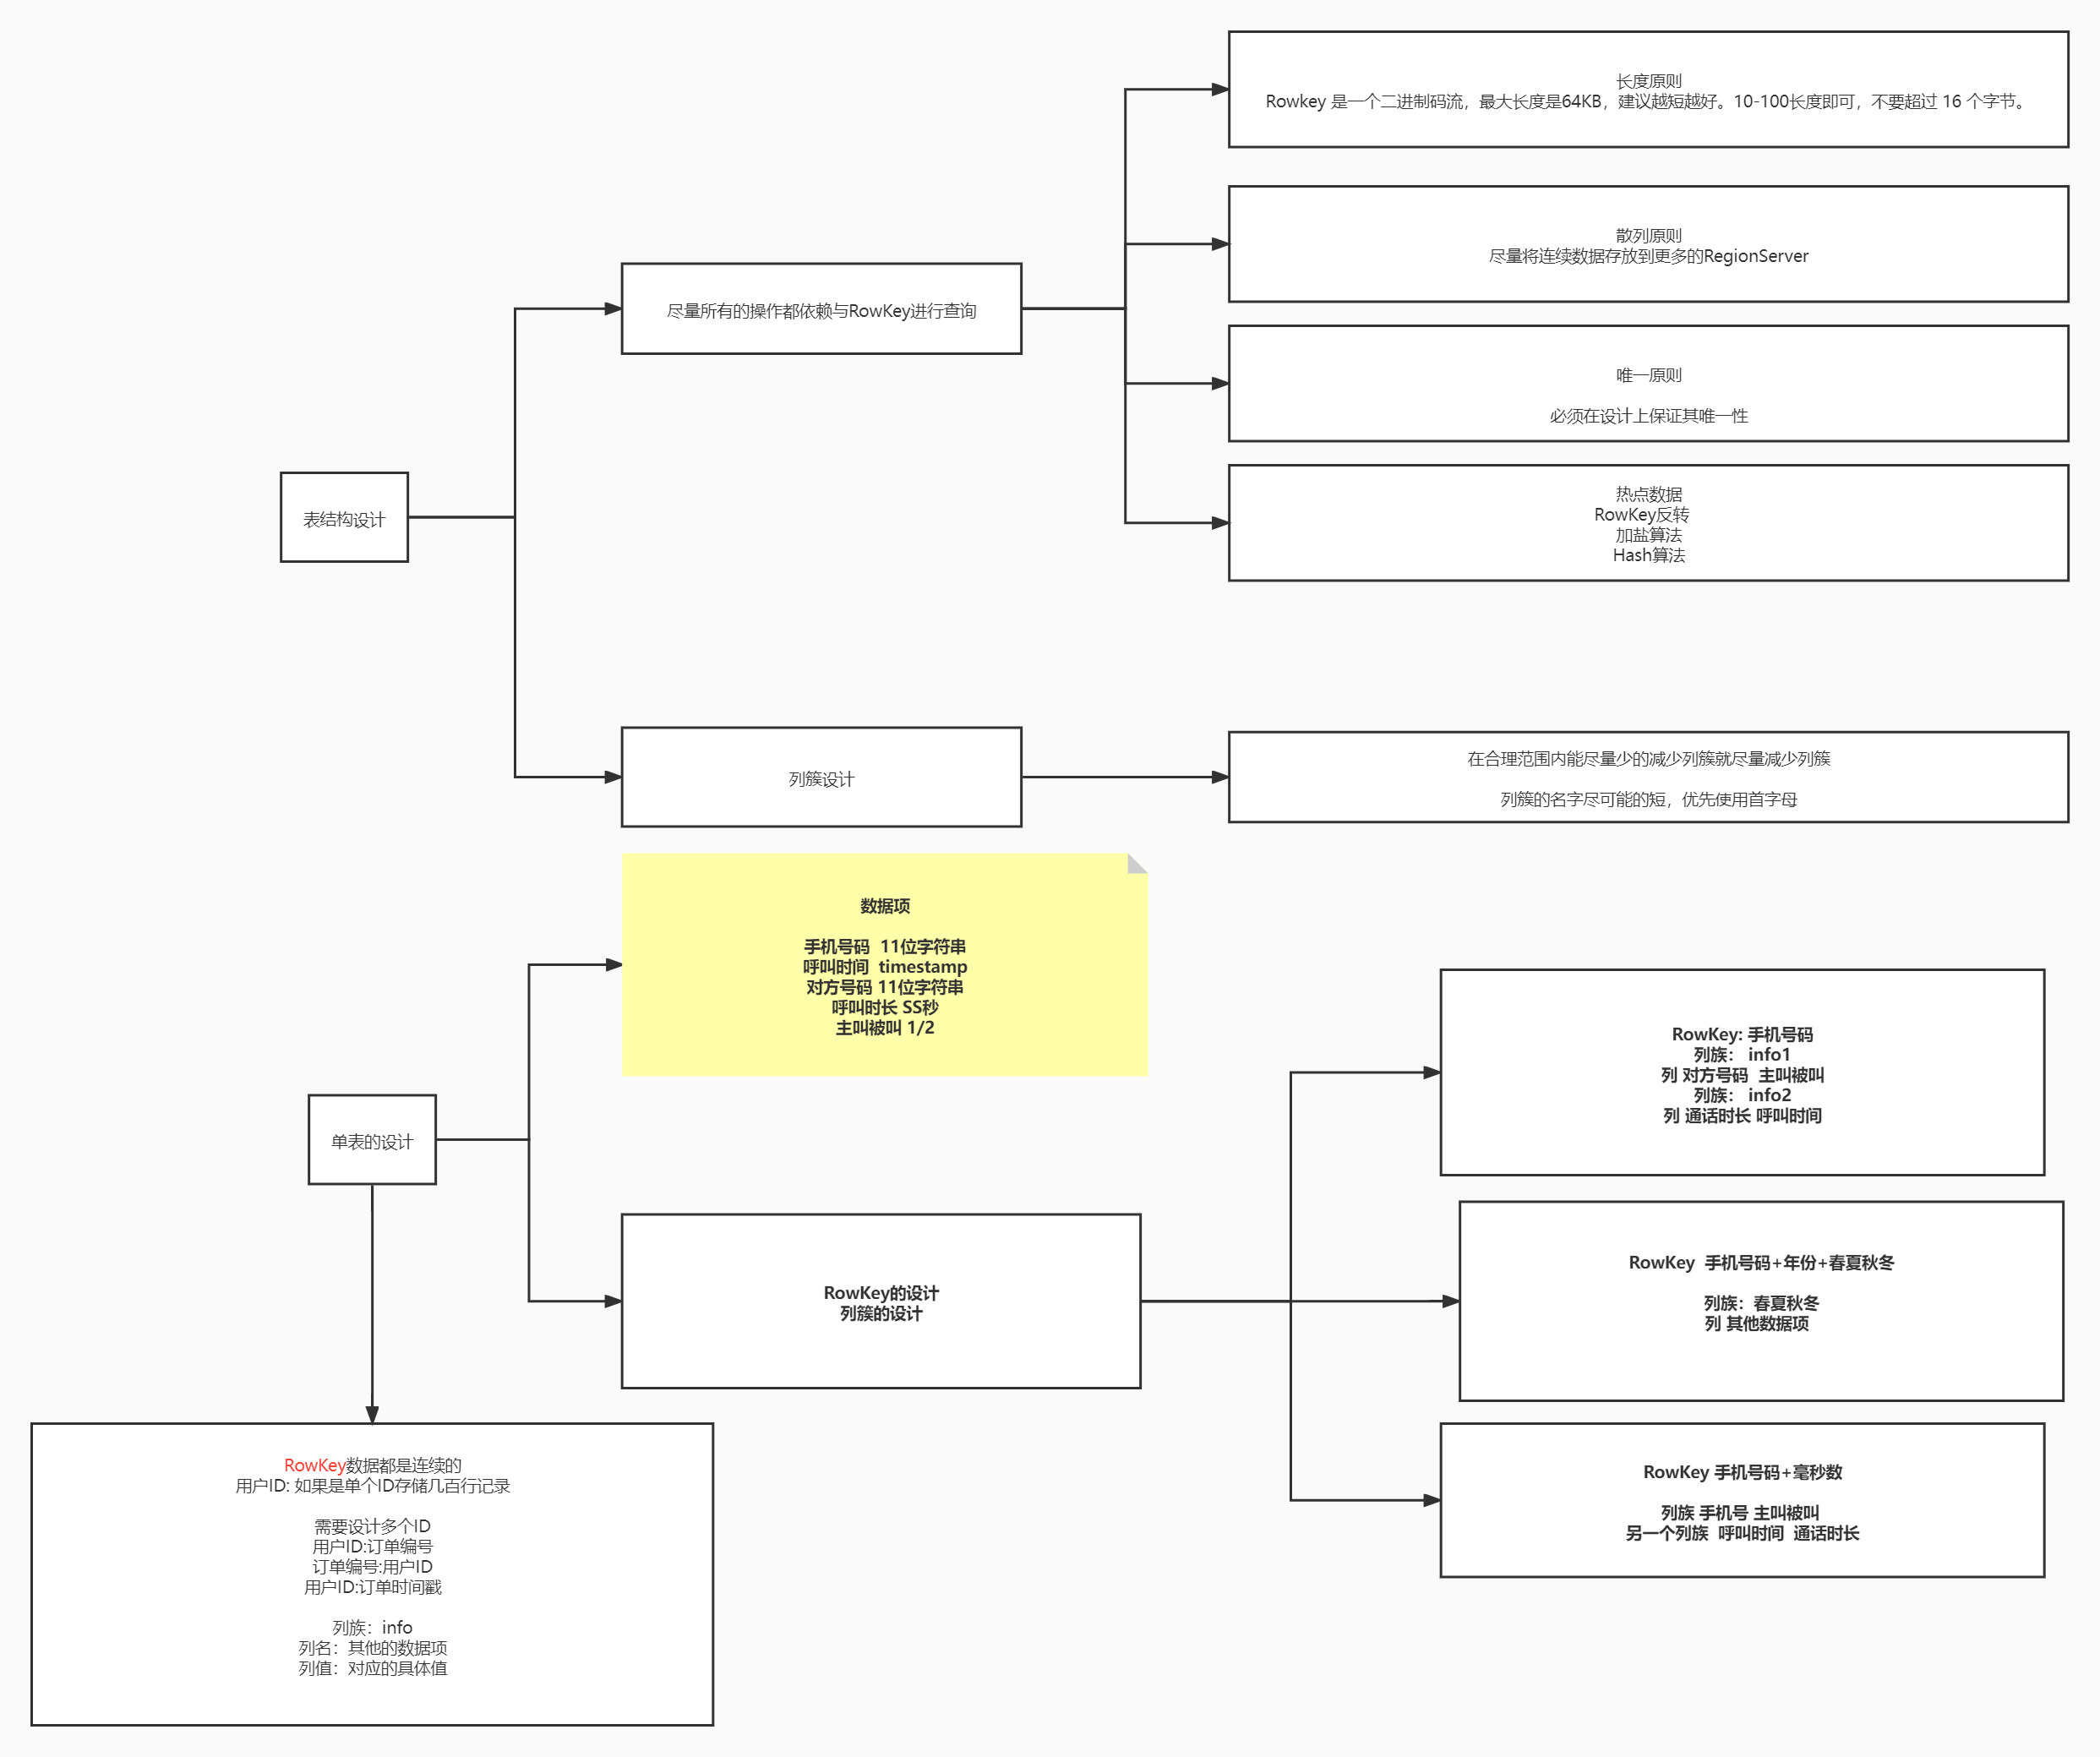 长度原则
Rowkey 是一个二进制码流，最大长度是64KB，建议越短越好。10-100长度即可，不要超过 16 个字节。
散列原则
尽量将连续数据存放到更多的RegionServer
尽量所有的操作都依赖与RowKey进行查询
唯一原则
必须在设计上保证其唯一性
表结构设计
热点数据
RowKey反转
加盐算法
Hash算法
列簇设计
在合理范围内能尽量少的减少列簇就尽量减少列簇
列簇的名字尽可能的短，优先使用首字母
数据项
手机号码 11位字符串
呼叫时间 timestamp
对方号码 11位字符串
呼叫时长 SS秒
主叫被叫 1/2
单表的设计
RowKey: 手机号码
列族： info1
列 对方号码 主叫被叫
列族： info2
列 通话时长 呼叫时间
RowKey的设计
列簇的设计
RowKey 手机号码+年份+春夏秋冬
列族：春夏秋冬
列 其他数据项
RowKey 手机号码+毫秒数
列族 手机号 主叫被叫
另一个列族 呼叫时间 通话时长
RowKey数据都是连续的
用户ID: 如果是单个ID存储几百行记录
需要设计多个ID
用户ID:订单编号
订单编号:用户ID
用户ID:订单时间戳
列族：info
列名：其他的数据项
列值：对应的具体值